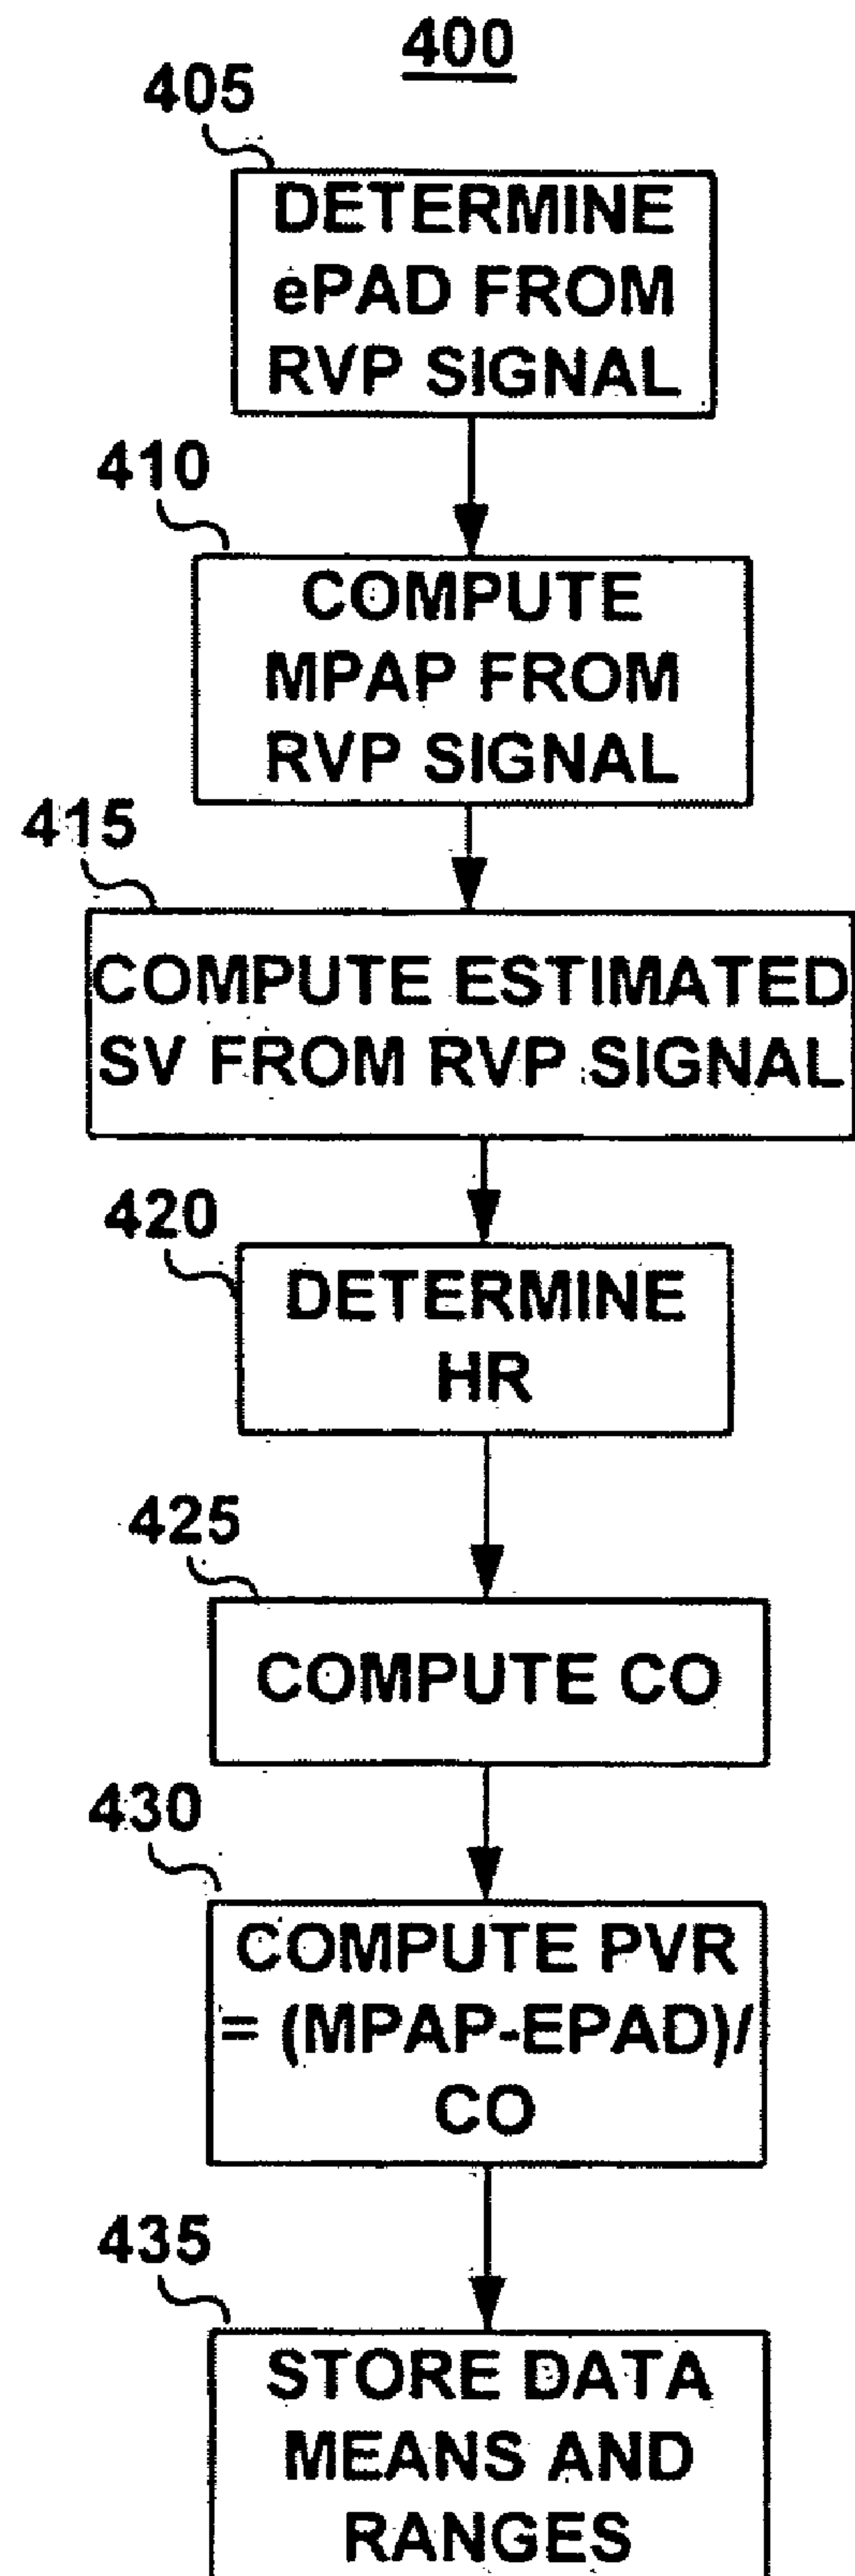 400
405
DETERMINE
ePAD FROM
RVP SIGNAL
410
COMPUTE
MPAP FROM
RVP SIGNAL
415
COMPUTE ESTIMATED
SV FROM RVP SIGNAL
420
DETERMINE
HR
425
COMPUTE CO
430
COMPUTE PVR
= (MPAP-EPAD)/
CO
435
STORE DATA
MEANS AND
RANGES